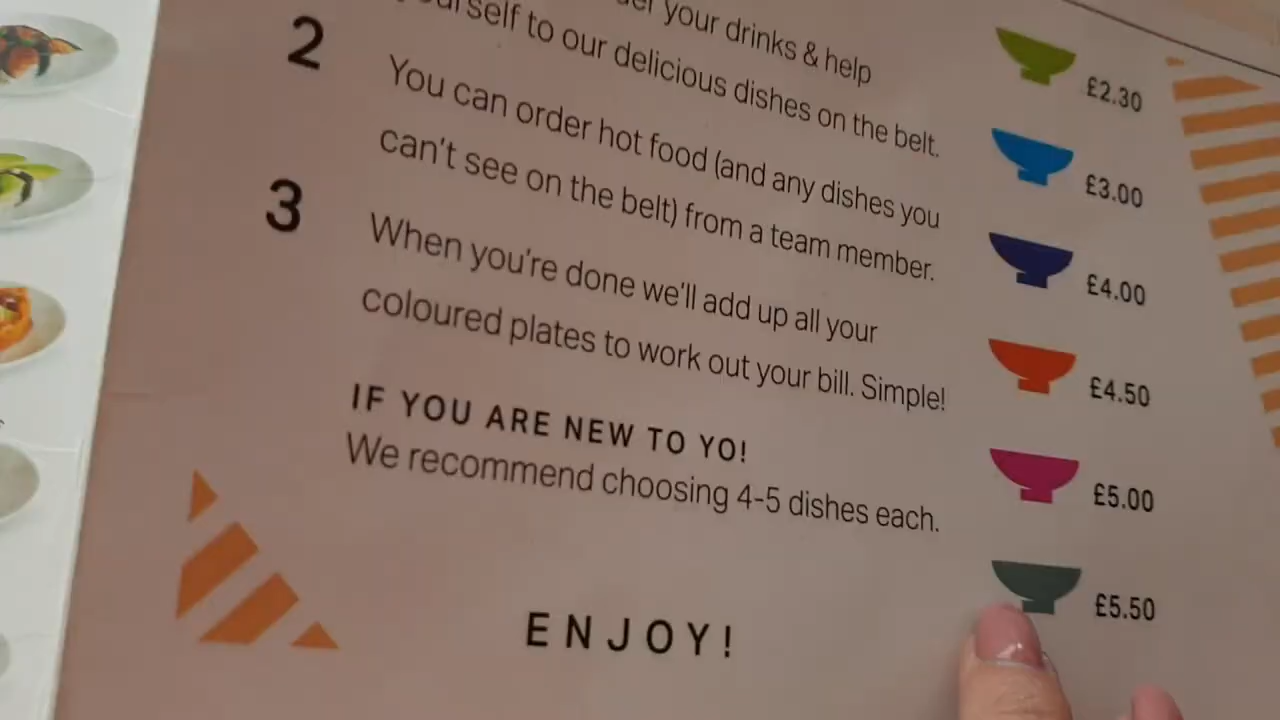 your drinks & help
yourself to our delicious dishes on the belt.
2 You can order hot food (and any dishes you
can't see on the belt) from a team member.
3 When you're done we'll add up all your
coloured plates to work out your bill. Simple!
IF YOU ARE NEW TO YO!
We recommend choosing 4-5 dishes each.
ENJOY!
£2.30
£3.00
£4.00
£4.50
£5.00
£5.50